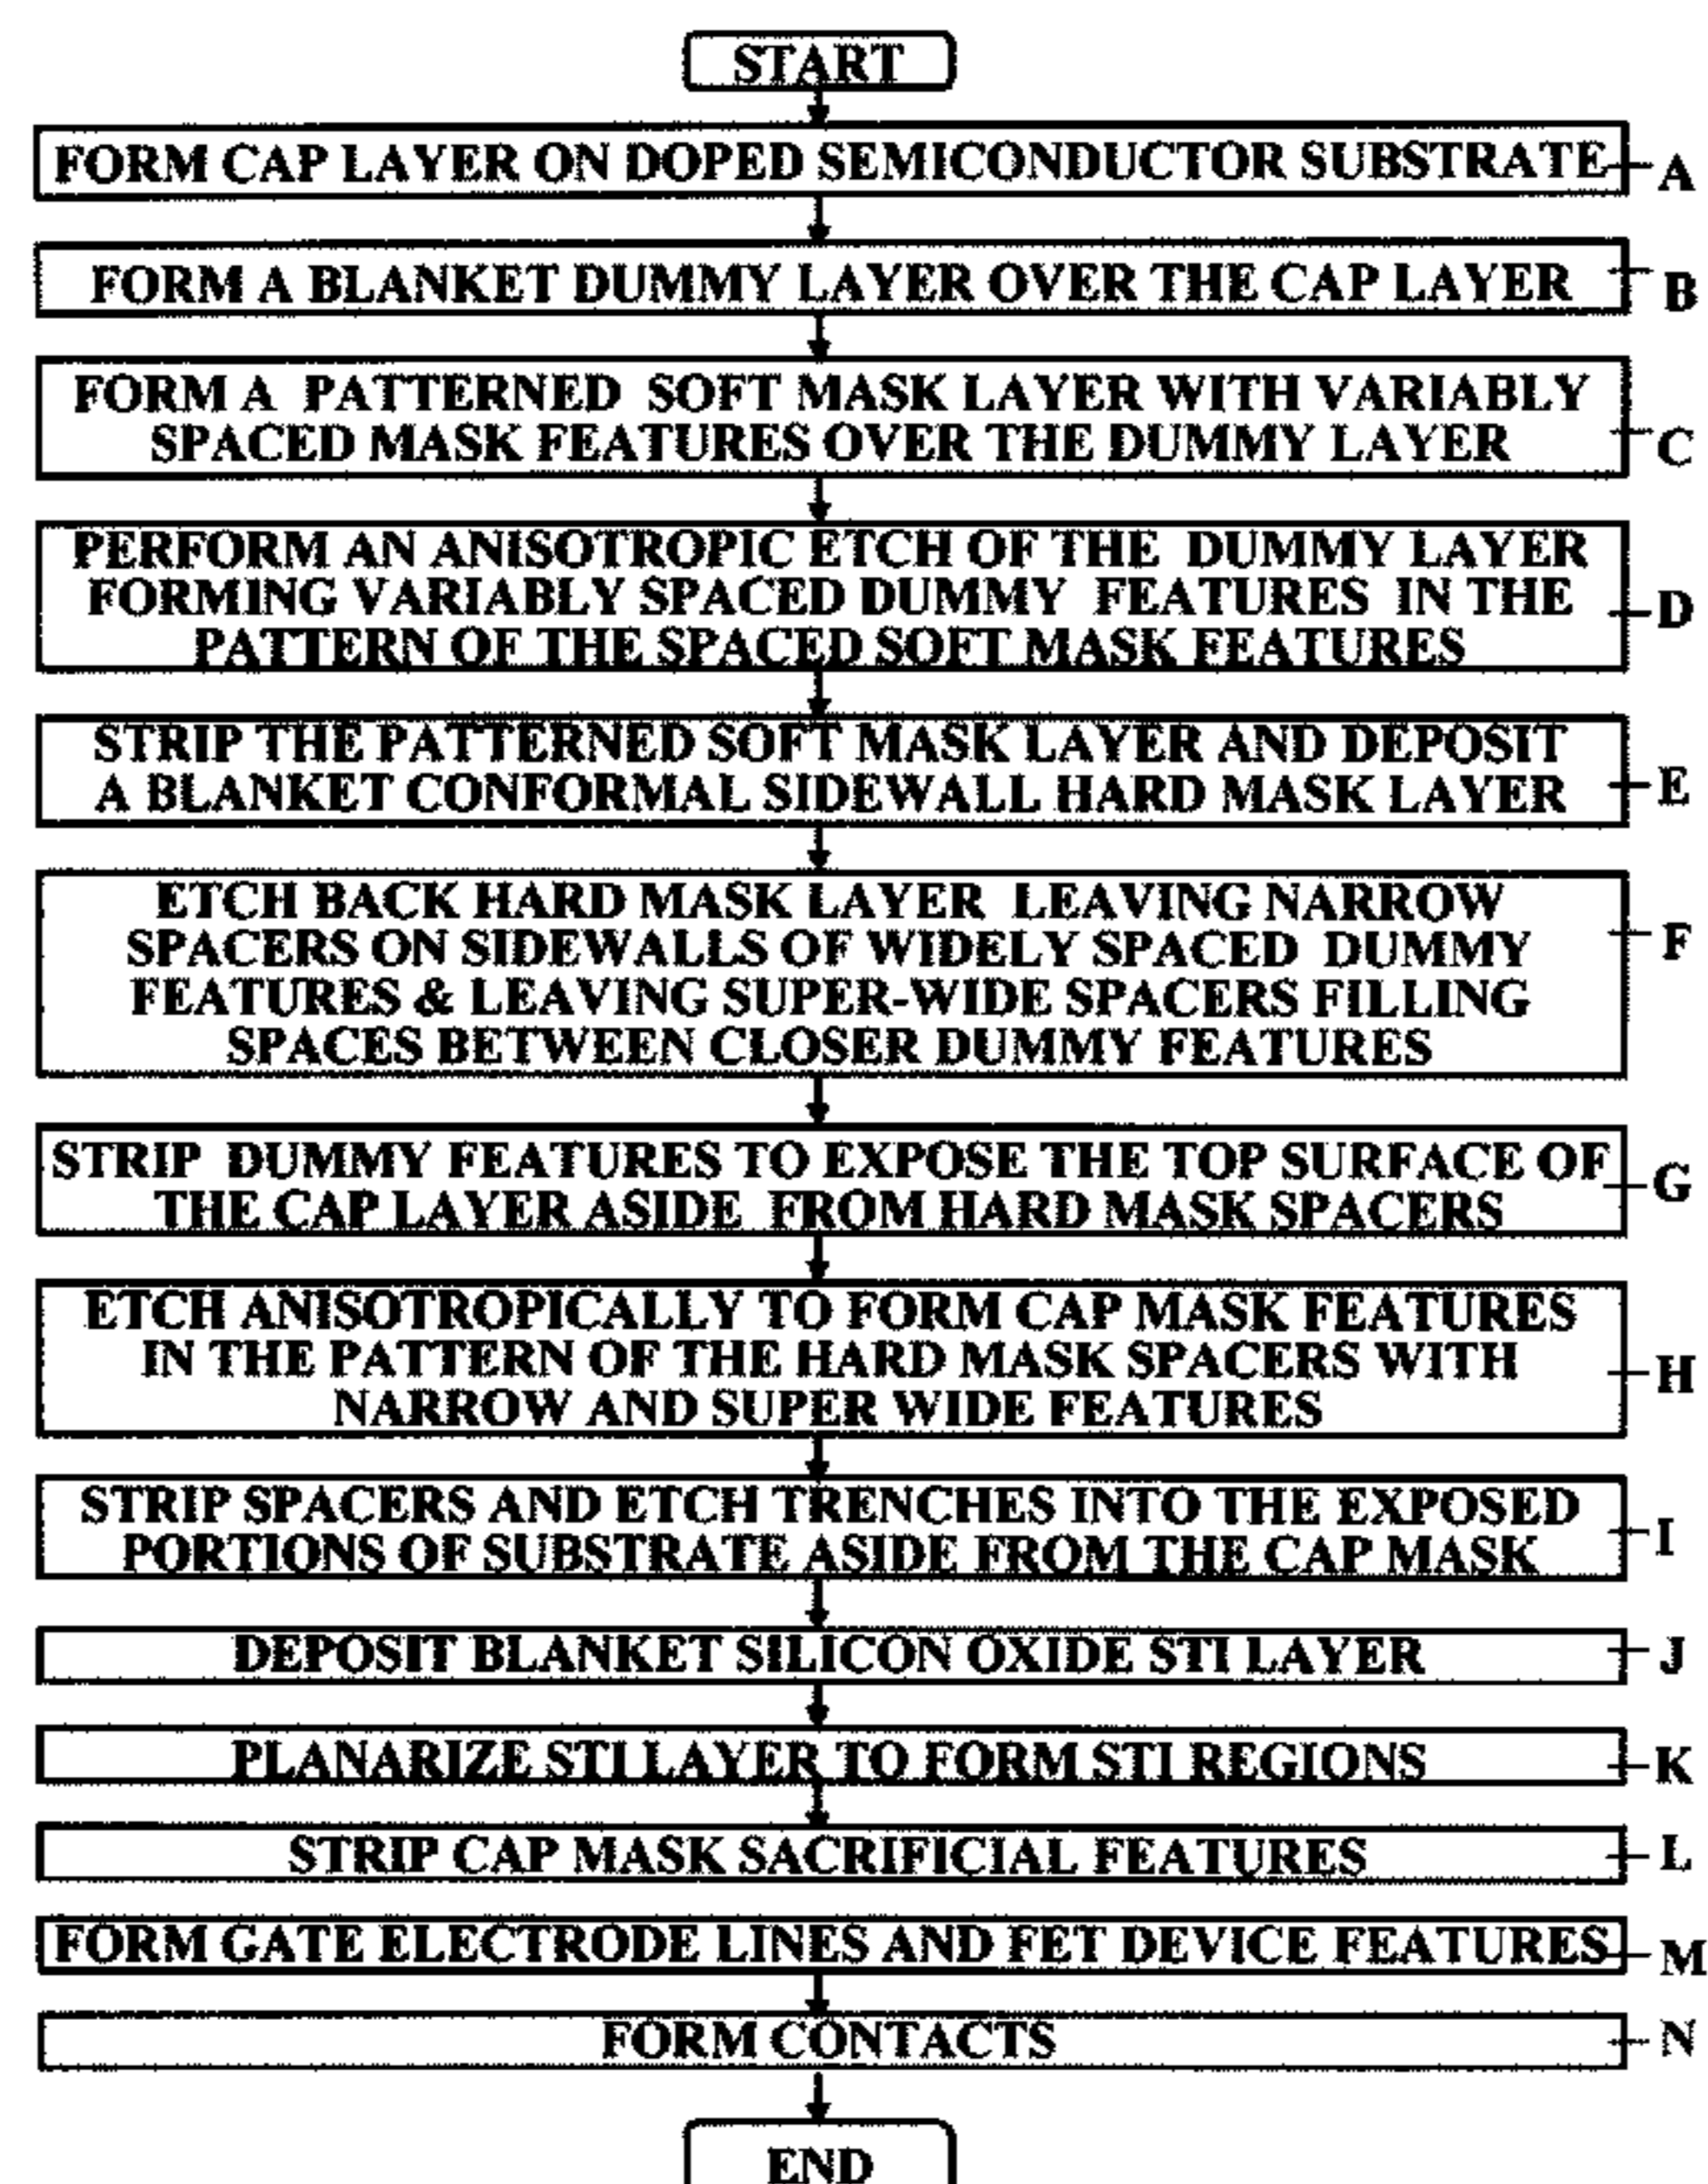 START
FORM CAP LAYER ON DOPED SEMICONDUCTOR SUBSTRATE
A
FORM A BLANKET DUMMY LAYER OVER THE CAP LAYER
B
FORM A PATTERNED SOFT MASK LAYER WITH VARIABLY
SPACED MASK FEATURES OVER THE DUMMY LAYER
C
PERFORM AN ANISOTROPIC ETCH OF THE DUMMY LAYER
FORMING VARIABLY SPACED DUMMY FEATURES IN THE
PATTERN OF THE SPACED SOFT MASK FEATURES
D
STRIP THE PATTERNED SOFT MASK LAYER AND DEPOSIT
A BLANKET CONFORMAL SIDEWALL HARD MASK LAYER
E
ETCH BACK HARD MASK LAYER LEAVING NARROW
SPACERS ON SIDEWALLS OF WIDELY SPACED DUMMY
FEATURES & LEAVING SUPER-WIDE SPACERS FILLING
SPACES BETWEEN CLOSER DUMMY FEATURES
F
STRIP DUMMY FEATURES TO EXPOSE THE TOP SURFACE OF
THE CAP LAYER ASIDE FROM HARD MASK SPACERS
G
ETCH ANISOTROPICALLY TO FORM CAP MASK FEATURES
IN THE PATTERN OF THE HARD MASK SPACERS WITH
NARROW AND SUPER WIDE FEATURES
H
STRIP SPACERS AND ETCH TRENCHES INTO THE EXPOSED
PORTIONS OF SUBSTRATE ASIDE FROM THE CAP MASK
I
DEPOSIT BLANKET SILICON OXIDE STI LAYER
J
PLANARIZE STI LAYER TO FORM STI REGIONS
K
STRIP CAP MASK SACRIFICIAL FEATURES
L
FORM GATE ELECTRODE LINES AND FET DEVICE FEATURES
M
FORM CONTACTS
N
END